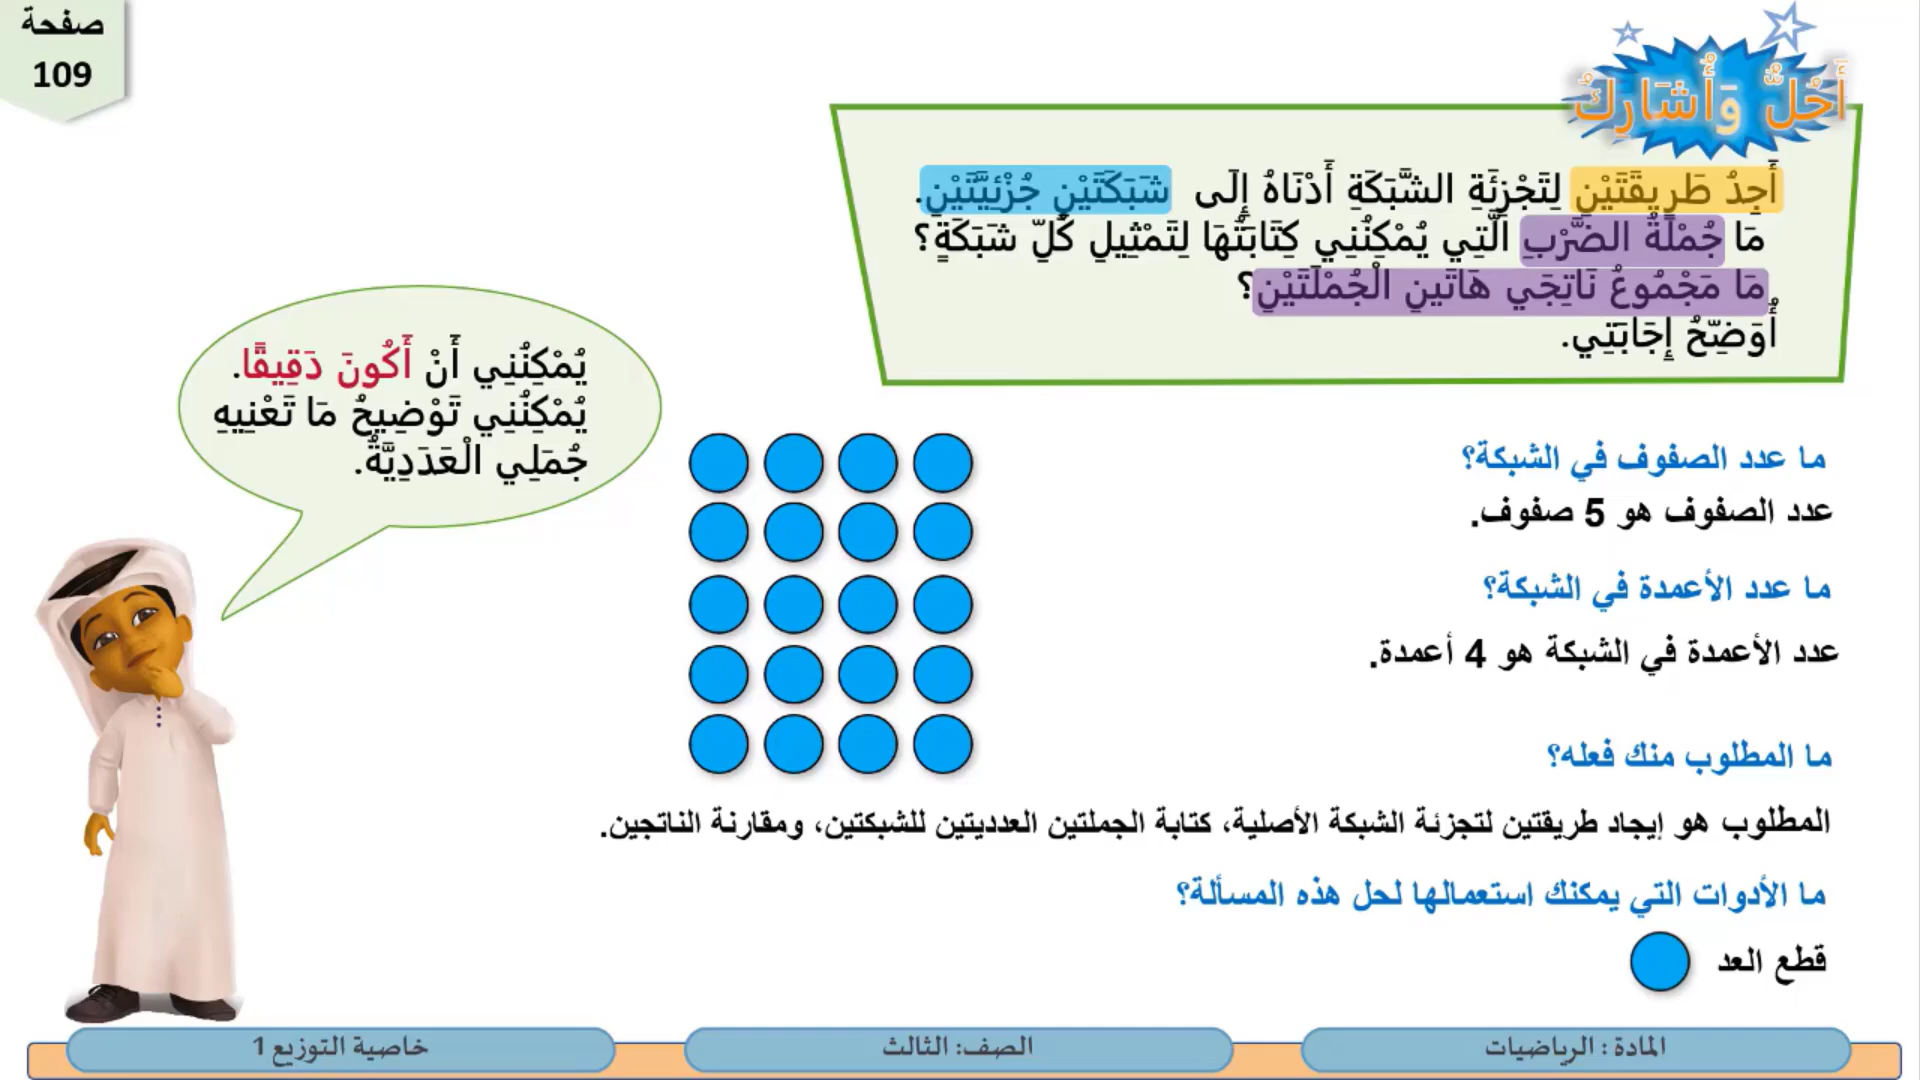 صفحة
109
أَحُلُّ وَأُشَارِكُ
أَجِدُ طَرِيقَتَيْنِ لِتَجْزِئَةِ الشَّبَكَةِ أَدْنَاهُ إِلَى شَبَكَتَيْنِ جُزْئِيَّتَيْنِ.
مَا جُمْلَةُ الضَّرْبِ الَّتِي يُمْكِنُنِي كِتَابَتُهَا لِتَمْثِيلِ كُلِّ شَبَكَةٍ؟
مَا مَجْمُوعُ نَاتِجَي هَاتَينِ الْجُمْلَتَيْنِ؟
أُوَضِّحُ إِجَابَتِي.
يُمْكِنُنِي أَنْ أَكُونَ دَقِيقًا.
يُمْكِنُنِي تَوْضِيحُ مَا تَعْنِيهِ
جُمَلِي الْعَدَدِيَّةُ.
ما عدد الصفوف في الشبكة؟
عدد الصفوف هو 5 صفوف.
ما عدد الأعمدة في الشبكة؟
عدد الأعمدة في الشبكة هو 4 أعمدة.
ما المطلوب منك فعله؟
المطلوب هو إيجاد طريقتين لتجزئة الشبكة الأصلية، كتابة الجملتين العدديتين للشبكتين، ومقارنة الناتجين.
ما الأدوات التي يمكنك استعمالها لحل هذه المسألة؟
قطع العد
المادة : الرياضيات
الصف: الثالث
خاصية التوزيع 1